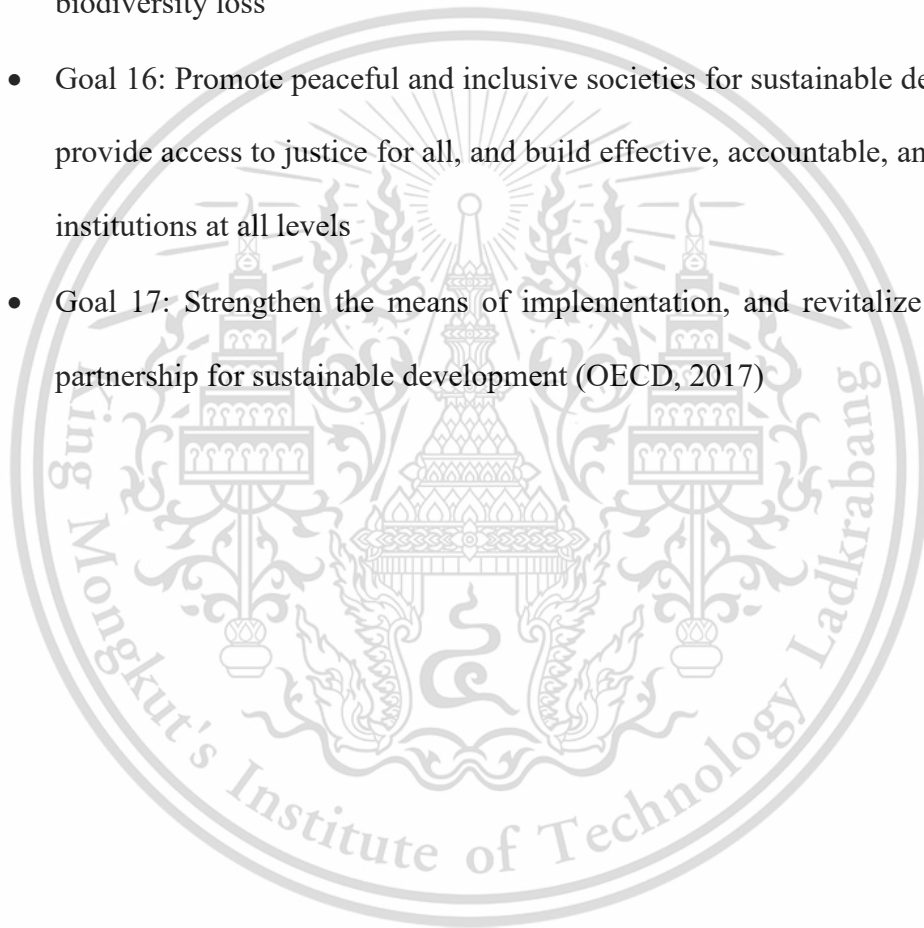 biodiversity loss
• Goal 16: Promote peaceful and inclusive societies for sustainable de
provide access to justice for all, and build effective, accountable, an
institutions at all levels
• Goal 17: Strengthen the means of implementation, and revitalize
partnership for sustainable development (OECD, 2017)
King Mongkut's Institute of Technology Ladkrabang